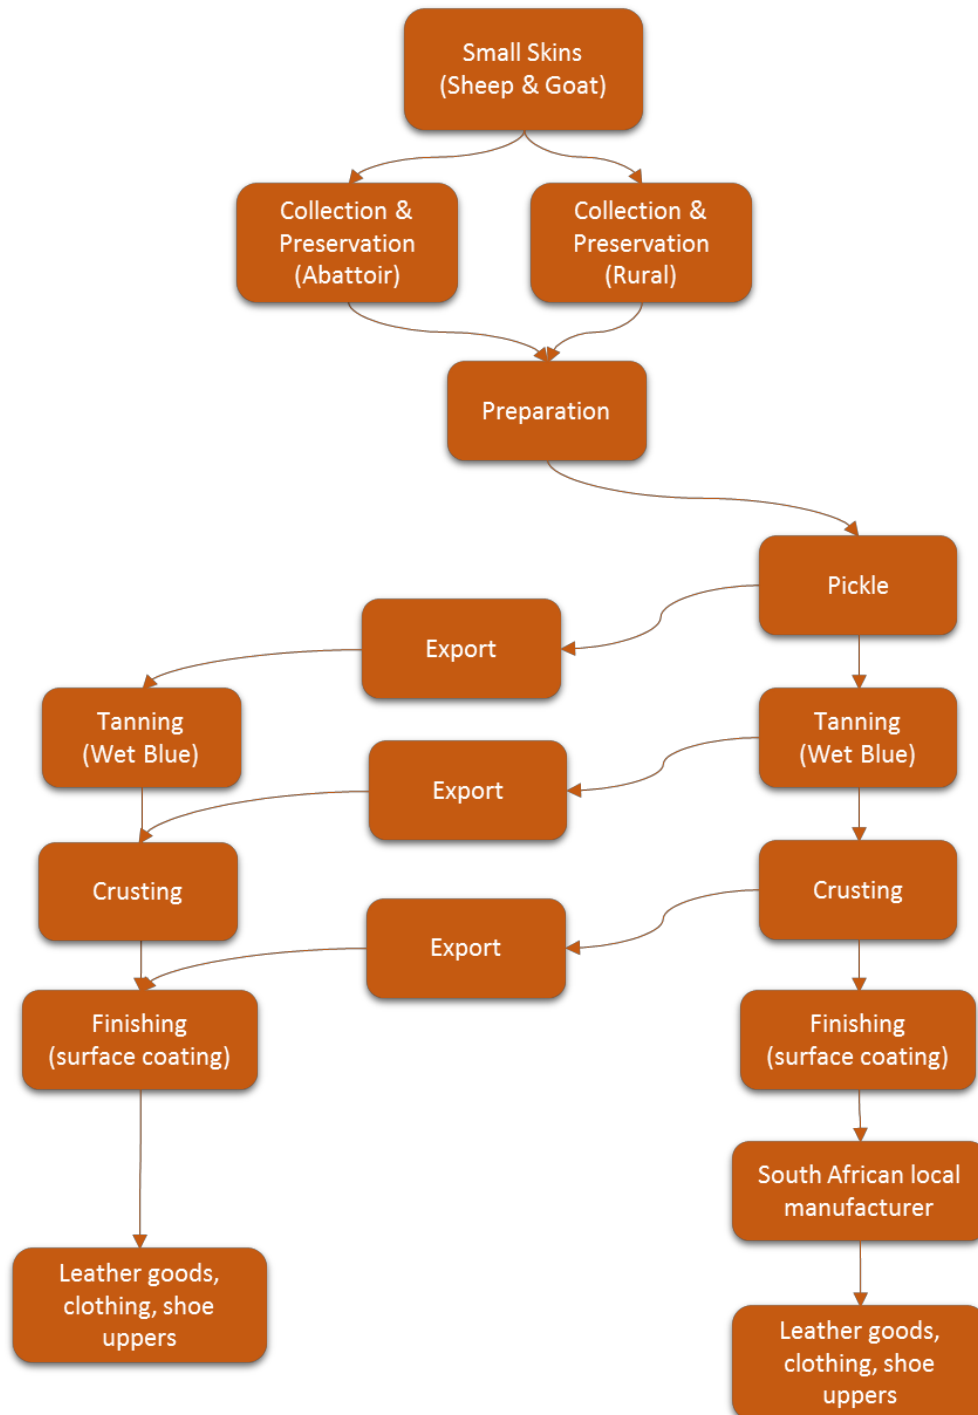 Small Skins
(Sheep & Goat)
Collection &
Preservation
(Abattoir)
Collection &
Preservation
(Rural)
Preparation
Pickle
Export
Tanning
(Wet Blue)
Tanning
(Wet Blue)
Export
Crusting
Crusting
Export
Finishing
(surface coating)
Finishing
(surface coating)
South African local
manufacturer
Leather goods,
clothing, shoe
uppers
Leather goods,
clothing, shoe
uppers